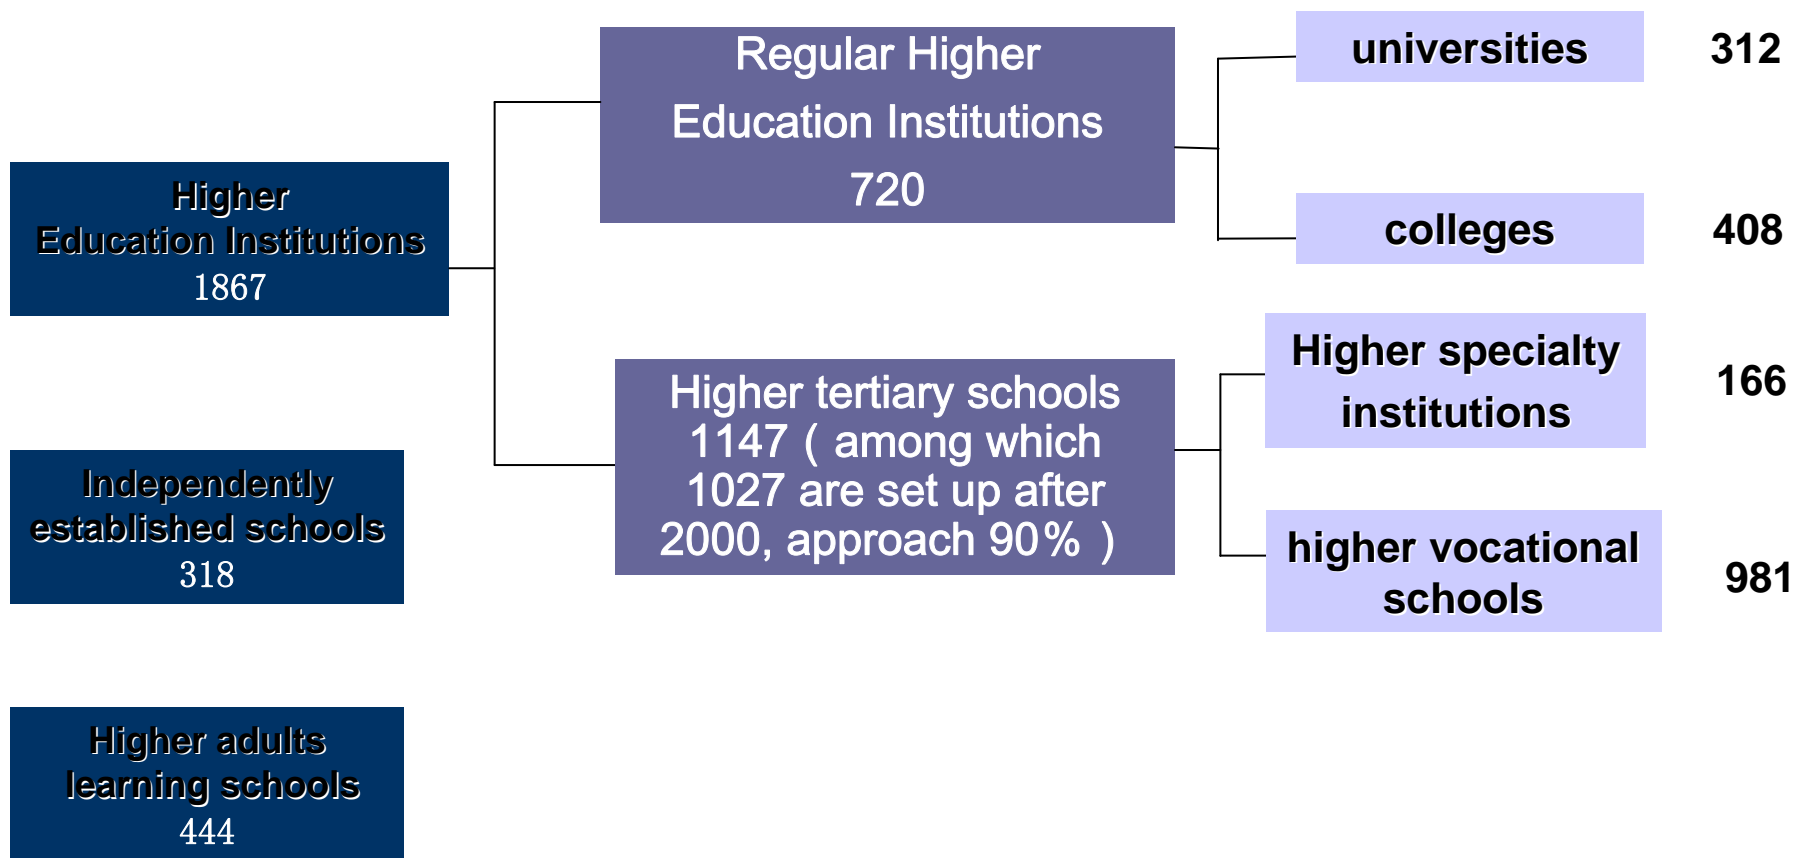 Higher
Education Institutions
1867
Independently
established schools
318
Higher adults
learning schools
444
Regular Higher
Education Institutions
720
Higher tertiary schools
1147 ( among which
1027 are set up after
2000, approach 90% )
universities 312
colleges 408
Higher specialty
institutions
166
higher vocational
schools
981